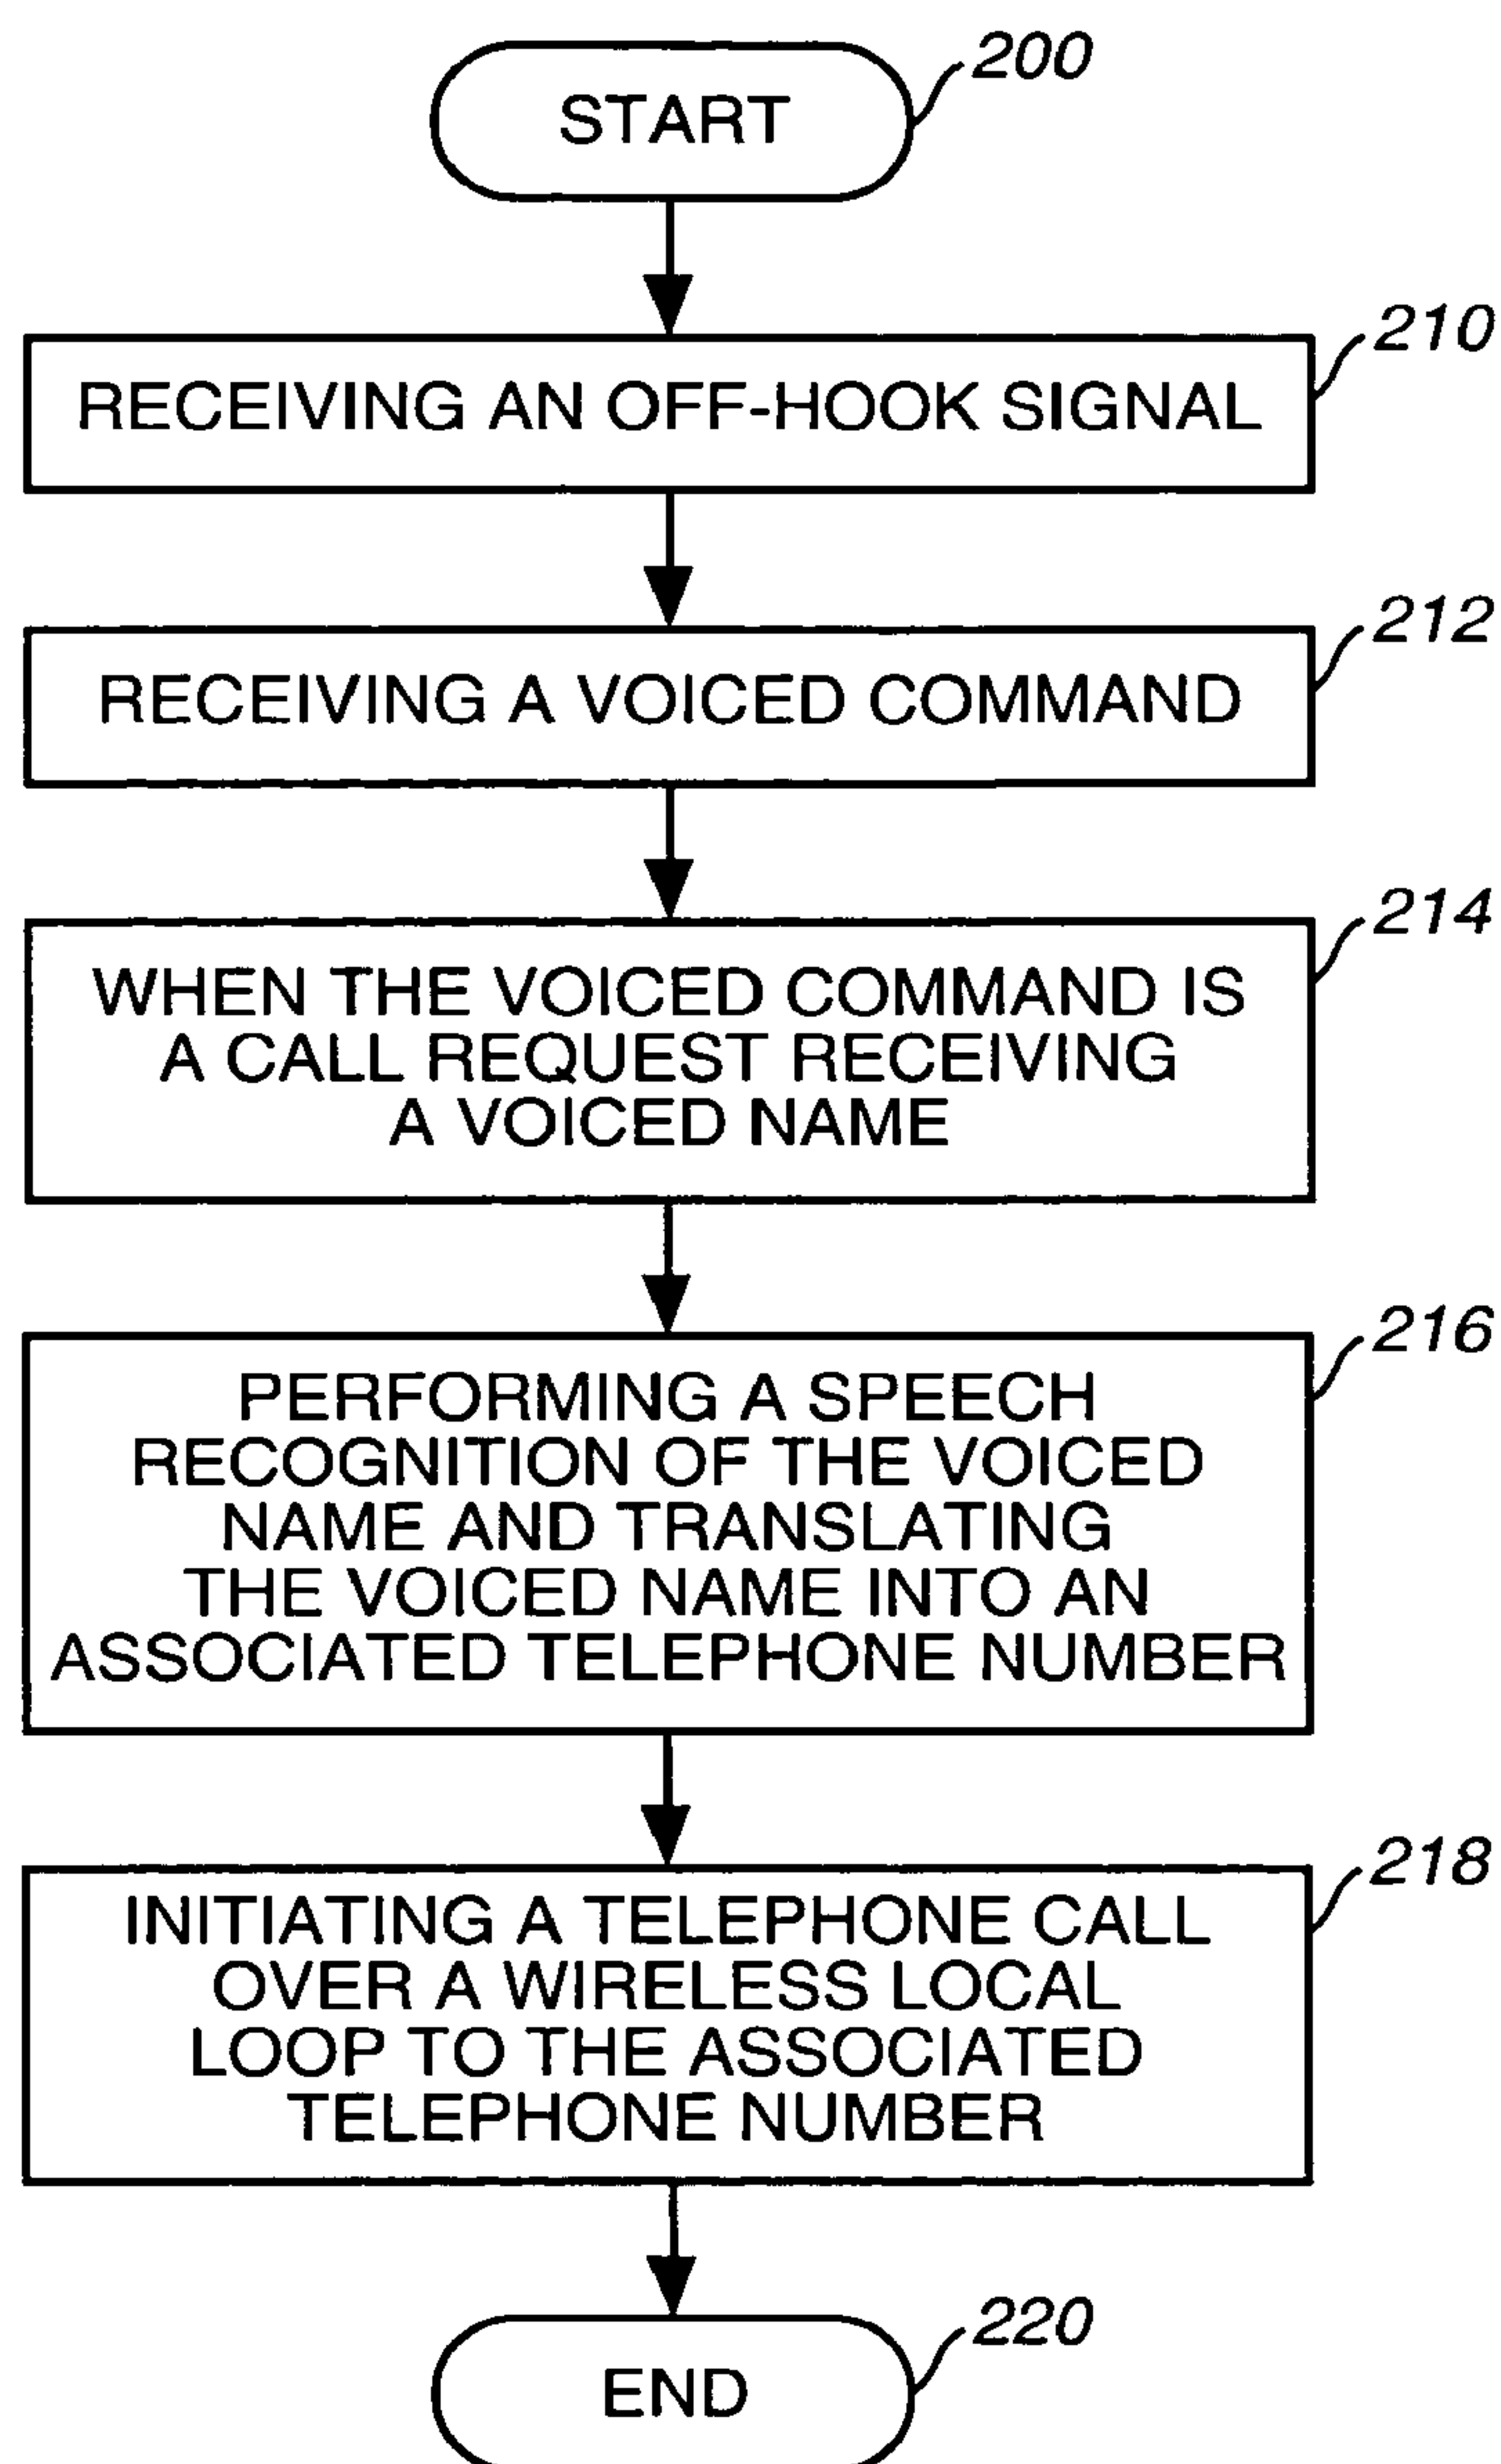 200
START
210
RECEIVING AN OFF-HOOK SIGNAL
212
RECEIVING A VOICED COMMAND
214
WHEN THE VOICED COMMAND IS
A CALL REQUEST RECEIVING
A VOICED NAME
216
PERFORMING A SPEECH
RECOGNITION OF THE VOICED
NAME AND TRANSLATING
THE VOICED NAME INTO AN
ASSOCIATED TELEPHONE NUMBER
218
INITIATING A TELEPHONE CALL
OVER A WIRELESS LOCAL
LOOP TO THE ASSOCIATED
TELEPHONE NUMBER
220
END